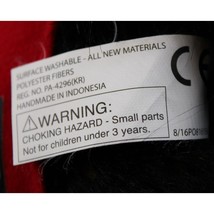 SURFACE WASHABLE - ALL NEW MATERIALS
POLYESTER FIBERS
REG. NO. PA-4296(KR)
HANDMADE IN INDONESIA
CE
WARNING:
CHOKING HAZARD - Small parts
Not for children under 3 years.